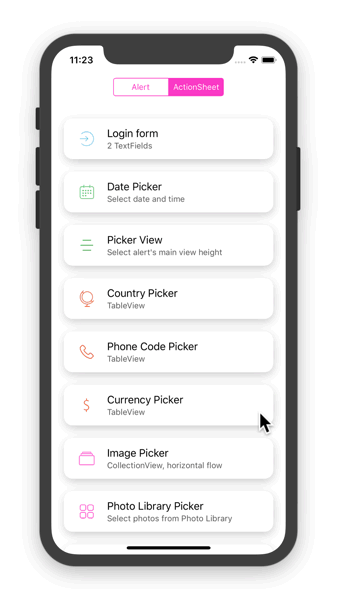 11:23
Alert
ActionSheet
Login form
2 TextFields
Date Picker
Select date and time
Picker View
Select alert's main view height
Country Picker
TableView
Phone Code Picker
TableView
$
Currency Picker
TableView
Image Picker
CollectionView, horizontal flow
Photo Library Picker
Select photos from Photo Library